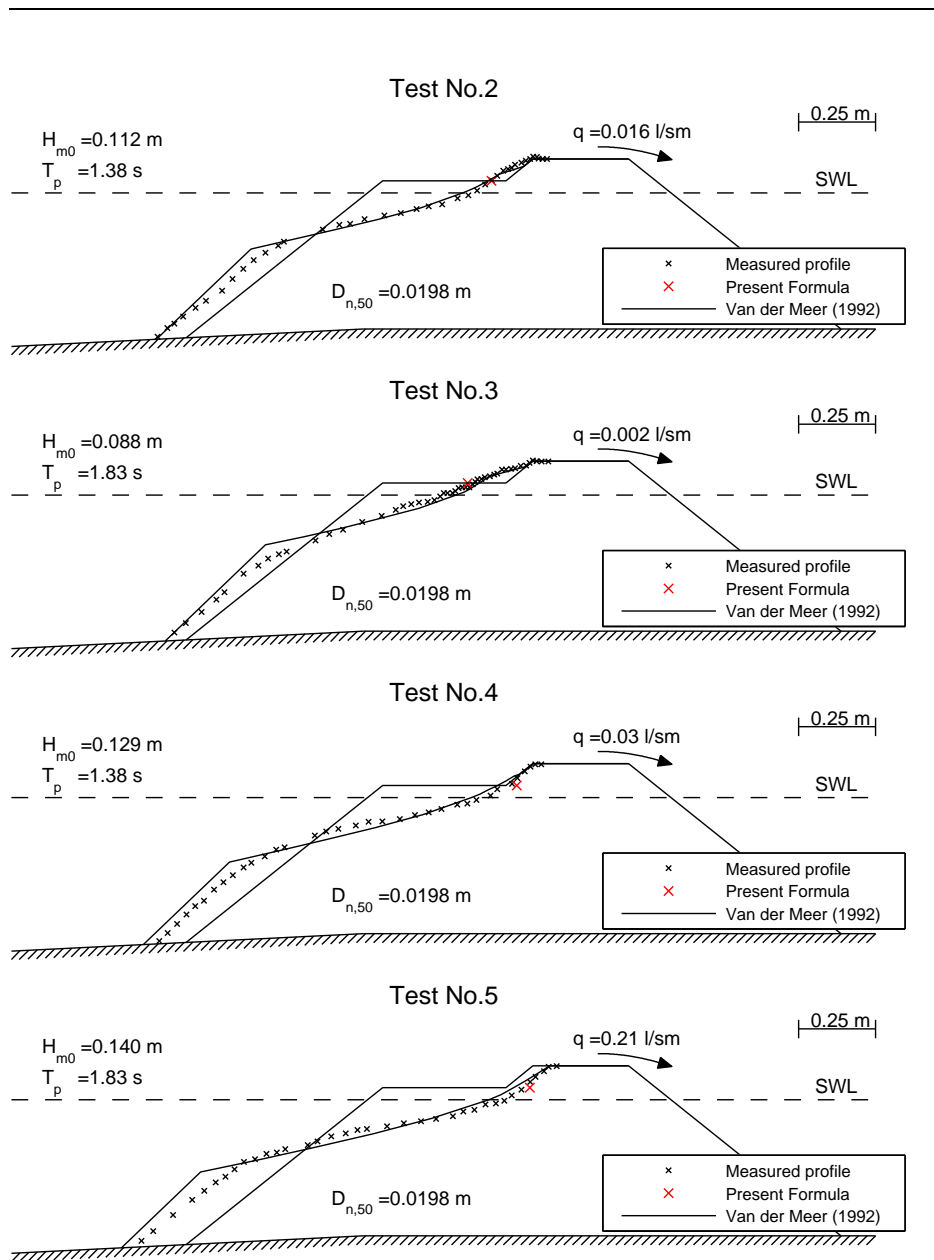 Test No.2
0.25 m
H_m0 =0.112 m
q =0.016 l/sm
T_p =1.38 s
SWL
Measured profile
Present Formula
D_n,50 =0.0198 m
Van der Meer (1992)
Test No.3
0.25 m
H_m0 =0.088 m
q =0.002 l/sm
T_p =1.83 s
SWL
Measured profile
Present Formula
D_n,50 =0.0198 m
Van der Meer (1992)
Test No.4
0.25 m
H_m0 =0.129 m
q =0.03 l/sm
T_p =1.38 s
SWL
Measured profile
Present Formula
D_n,50 =0.0198 m
Van der Meer (1992)
Test No.5
0.25 m
H_m0 =0.140 m
q =0.21 l/sm
T_p =1.83 s
SWL
Measured profile
Present Formula
D_n,50 =0.0198 m
Van der Meer (1992)